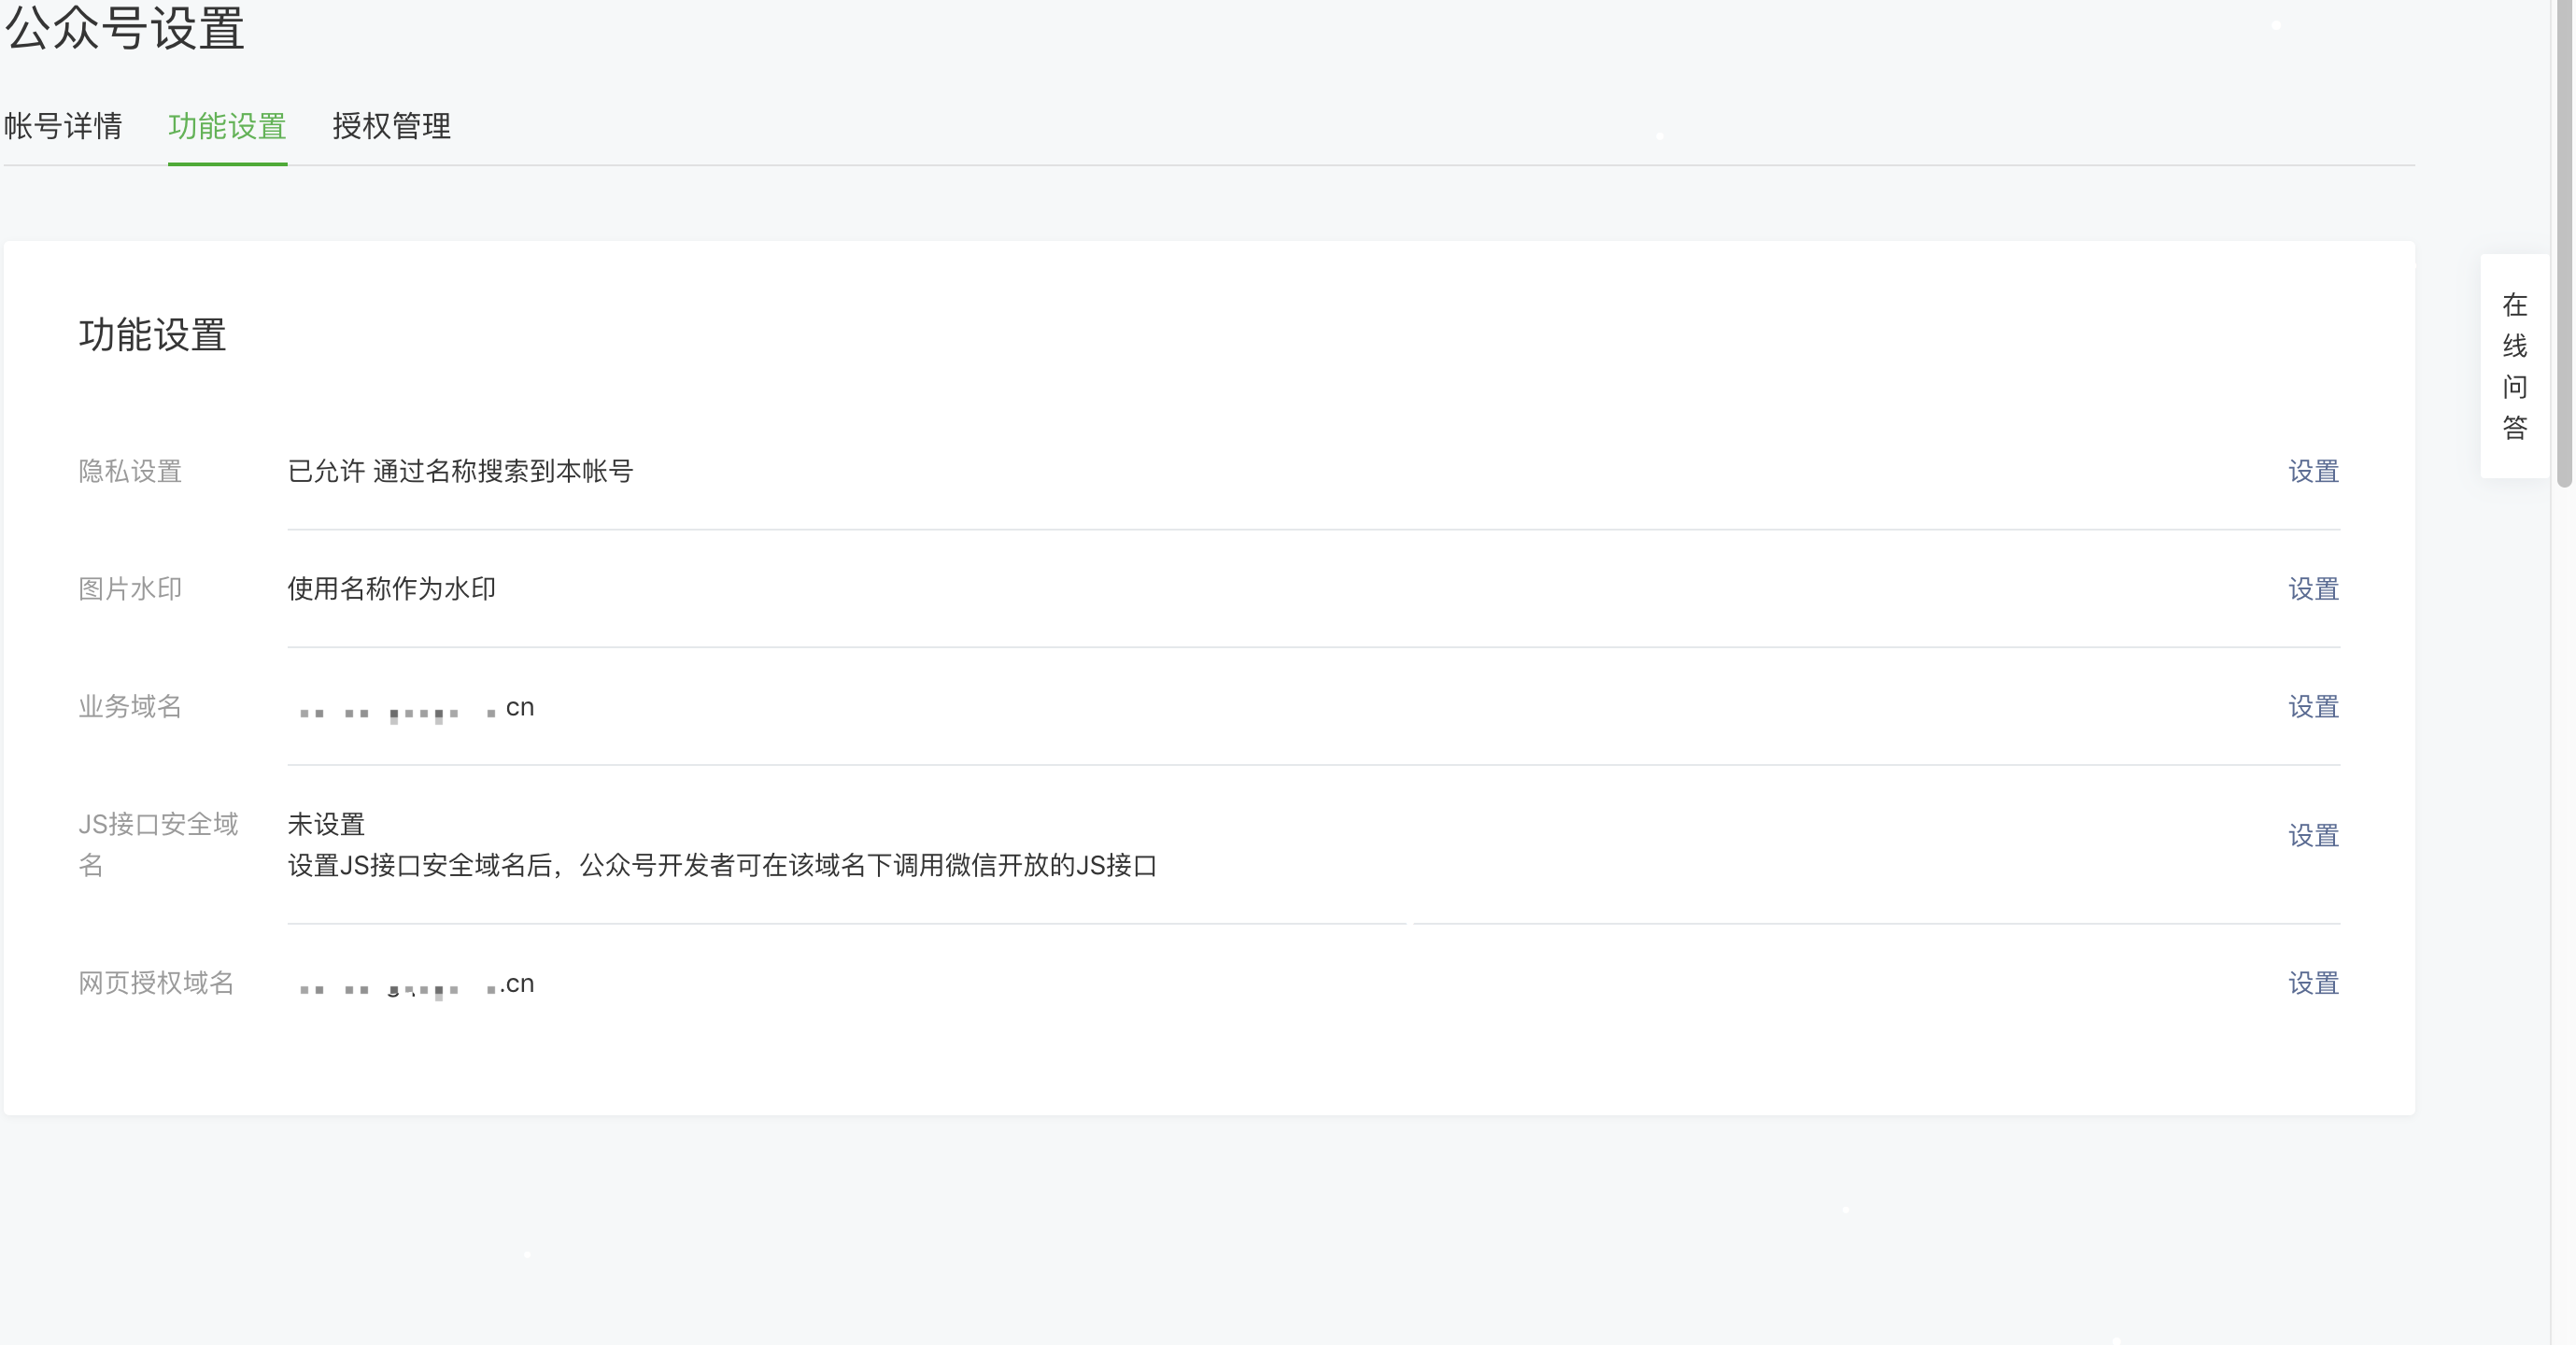 公众号设置
帐号详情 功能设置 授权管理
功能设置
隐私设置 已允许 通过名称搜索到本帐号 设置
图片水印 使用名称作为水印 设置
业务域名 cn 设置
JS接口安全域名 未设置 设置
设置JS接口安全域名后，公众号开发者可在该域名下调用微信开放的JS接口
网页授权域名 .cn 设置
在线问答